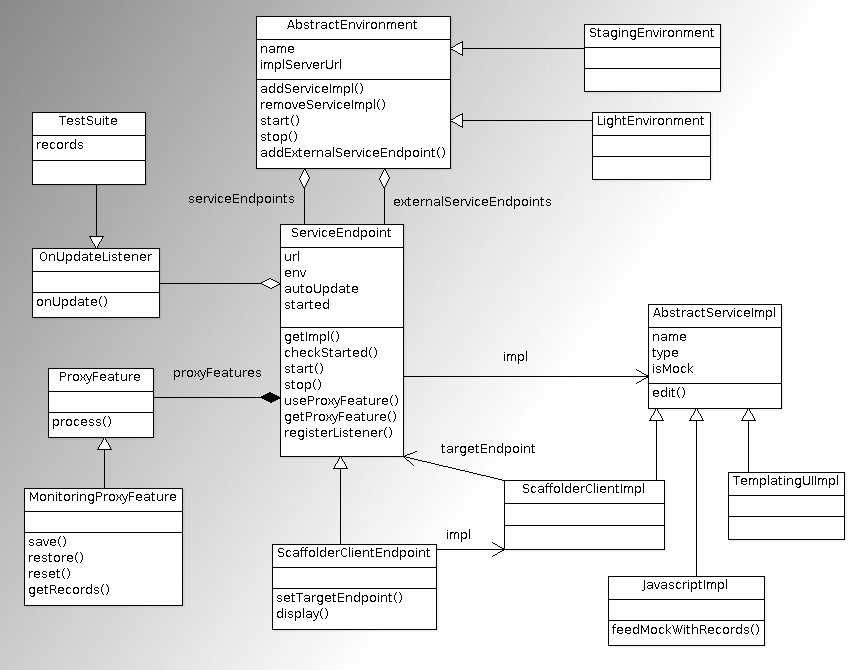 AbstractEnvironment
name
implServerUrl
addServiceImpl()
removeServiceImpl()
start()
stop()
addExternalServiceEndpoint()
StagingEnvironment
LightEnvironment
TestSuite
records
serviceEndpoints
externalServiceEndpoints
OnUpdateListener
onUpdate()
ServiceEndpoint
url
env
autoUpdate
started
getImpl()
checkStarted()
start()
stop()
useProxyFeature()
getProxyFeature()
registerListener()
AbstractServiceImpl
name
type
isMock
edit()
impl
proxyFeatures
ProxyFeature
process()
targetEndpoint
MonitoringProxyFeature
save()
restore()
reset()
getRecords()
ScaffolderClientImpl
TemplatingUIImpl
impl
ScaffolderClientEndpoint
setTargetEndpoint()
display()
JavascriptImpl
feedMockWithRecords()